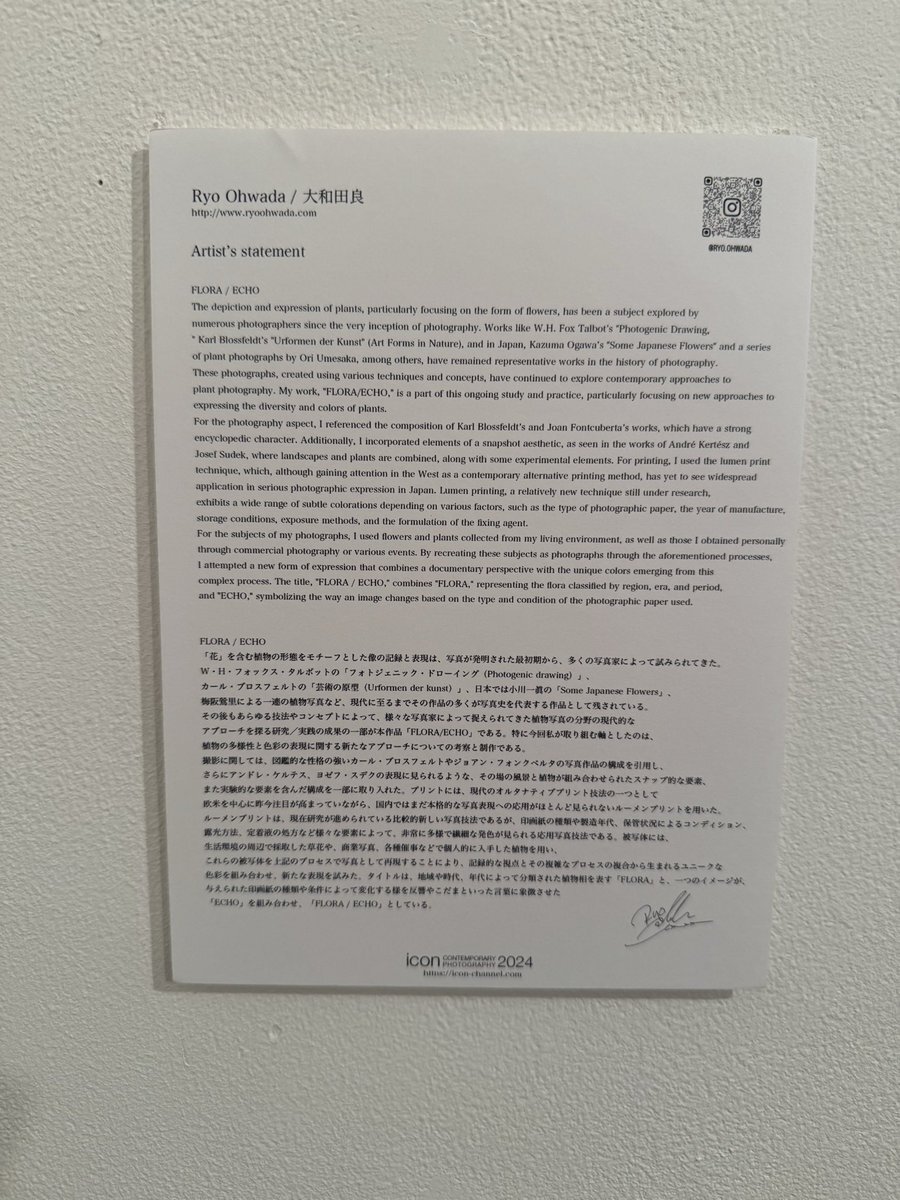 Ryo Ohwada / 大和田良
http://www.ryoohwada.com
@RYO.OHWADA
Artist's statement
FLORA / ECHO
The depiction and expression of plants, particularly focusing on the form of flowers, has been a subject explored by
numerous photographers since the very inception of photography. Works like W.H. Fox Talbot's "Photogenic Drawing,
" Karl Blossfeldt's "Urformen der Kunst" (Art Forms in Nature), and in Japan, Kazuma Ogawa's "Some Japanese Flowers" and a series
of plant photographs by Ori Umesaka, among others, have remained representative works in the history of photography.
These photographs, created using various techniques and concepts, have continued to explore contemporary approaches to
plant photography. My work, "FLORA/ECHO," is a part of this ongoing study and practice, particularly focusing on new approaches to
expressing the diversity and colors of plants.
For the photography aspect, I referenced the composition of Karl Blossfeldt's and Joan Fontcuberta's works, which have a strong
encyclopedic character. Additionally, I incorporated elements of a snapshot aesthetic, as seen in the works of André Kertész and
Josef Sudek, where landscapes and plants are combined, along with some experimental elements. For printing, I used the lumen print
technique, which, although gaining attention in the West as a contemporary alternative printing method, has yet to see widespread
application in serious photographic expression in Japan. Lumen printing, a relatively new technique still under research,
exhibits a wide range of subtle colorations depending on various factors, such as the type of photographic paper, the year of manufacture,
storage conditions, exposure methods, and the formulation of the fixing agent.
For the subjects of my photographs, I used flowers and plants collected from my living environment, as well as those I obtained personally
through commercial photography or various events. By recreating these subjects as photographs through the aforementioned processes,
I attempted a new form of expression that combines a documentary perspective with the unique colors emerging from this
complex process. The title, "FLORA / ECHO," combines "FLORA," representing the flora classified by region, era, and period,
and "ECHO," symbolizing the way an image changes based on the type and condition of the photographic paper used.
FLORA / ECHO
「花」を含む植物の形態をモチーフとした像の記録と表現は、写真が発明された最初期から、多くの写真家によって試みられてきた。
W・H・フォックス・タルボットの「フォトジェニック・ドローイング（Photogenic drawing）」、
カール・ブロスフェルトの「芸術の原型（Urformen der kunst）」、日本では小川一眞の「Some Japanese Flowers」、
梅阪鶯里による一連の植物写真など、現代に至るまでその作品の多くが写真史を代表する作品として残されている。
その後もあらゆる技法やコンセプトによって、様々な写真家によって捉えられてきた植物写真の分野の現代的な
アプローチを探る研究／実践の成果の一部が本作品「FLORA/ECHO」である。特に今回私が取り組む軸としたのは、
植物の多様性と色彩の表現に関する新たなアプローチについての考察と制作である。
撮影に関しては、図鑑的な性格の強いカール・ブロスフェルトやジョアン・フォンクベルタの写真作品の構成を引用し、
さらにアンドレ・ケルテス、ヨゼフ・スデクの表現に見られるような、その場の風景と植物が組み合わせられたスナップ的な要素、
また実験的な要素を含んだ構成を一部に取り入れた。プリントには、現代のオルタナティブプリント技法の一つとして
欧米を中心に昨今注目が高まっていながら、国内ではまだ本格的な写真表現への応用がほとんど見られないルーメンプリントを用いた。
ルーメンプリントは、現在研究が進められている比較的新しい写真技法であるが、印画紙の種類や製造年代、保管状況によるコンディション、
露光方法、定着液の処方など様々な要素によって、非常に多様で繊細な発色が見られる応用写真技法である。被写体には、
生活環境の周辺で採取した草花や、商業写真、各種催事などで個人的に入手した植物を用い、
これらの被写体を上記のプロセスで写真として再現することにより、記録的な視点とその複雑なプロセスの複合から生まれるユニークな
色彩を組み合わせ、新たな表現を試みた。タイトルは、地域や時代、年代によって分類された植物相を表す「FLORA」と、一つのイメージが、
与えられた印画紙の種類や条件によって変化する様を反響やこだまといった言葉に象徴させた
「ECHO」を組み合わせ、「FLORA / ECHO」としている。
icon CONTEMPORARY PHOTOGRAPHY 2024
https://icon-channel.com